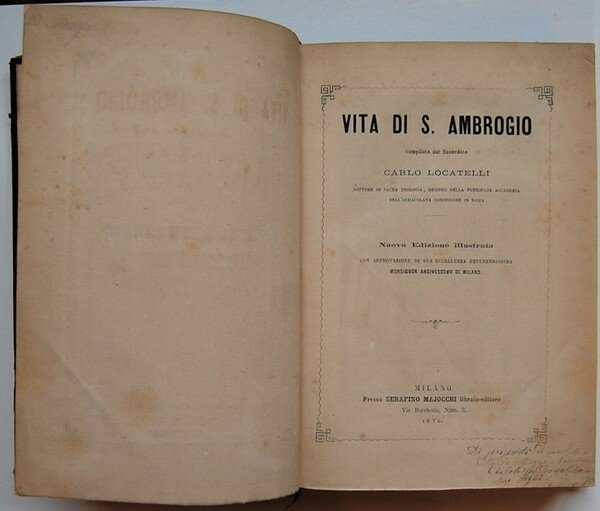 VITA DI S. AMBROGIO
compilata dal Sacerdote
CARLO LOCATELLI
DOTTORE IN SACRA TEOLOGIA, MEMBRO DELLA PONTIFICIA ACCADEMIA
DELL'IMMACOLATA CONCEZIONE IN ROMA
Nuova Edizione illustrata
CON APPROVAZIONE DI SUA ECCELLENZA REVERENDISSIMA
MONSIGNOR ARCIVESCOVO DI MILANO.
MILANO
Presso SERAFINO MAJOCCHI libraio-editore
Via Bocchetto, Num. 3.
1874.